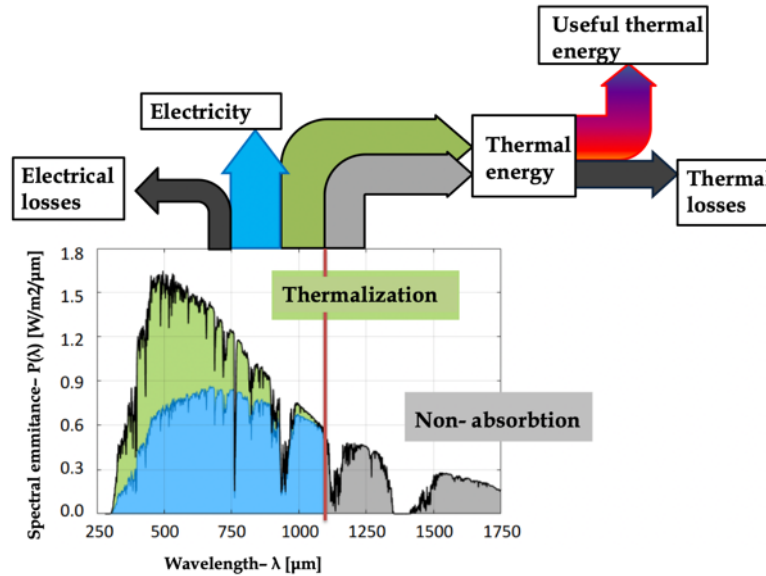 Useful thermal
energy
Electricity
Electrical
losses
Thermal
energy
Thermal
losses
Thermalization
Non- absorbtion
Spectral emmitance– P(λ) [W/m2/μm]
1.8
1.5
1.2
0.9
0.6
0.3
0.0
250
500
750
1000
1250
1500
1750
Wavelength– λ [μm]